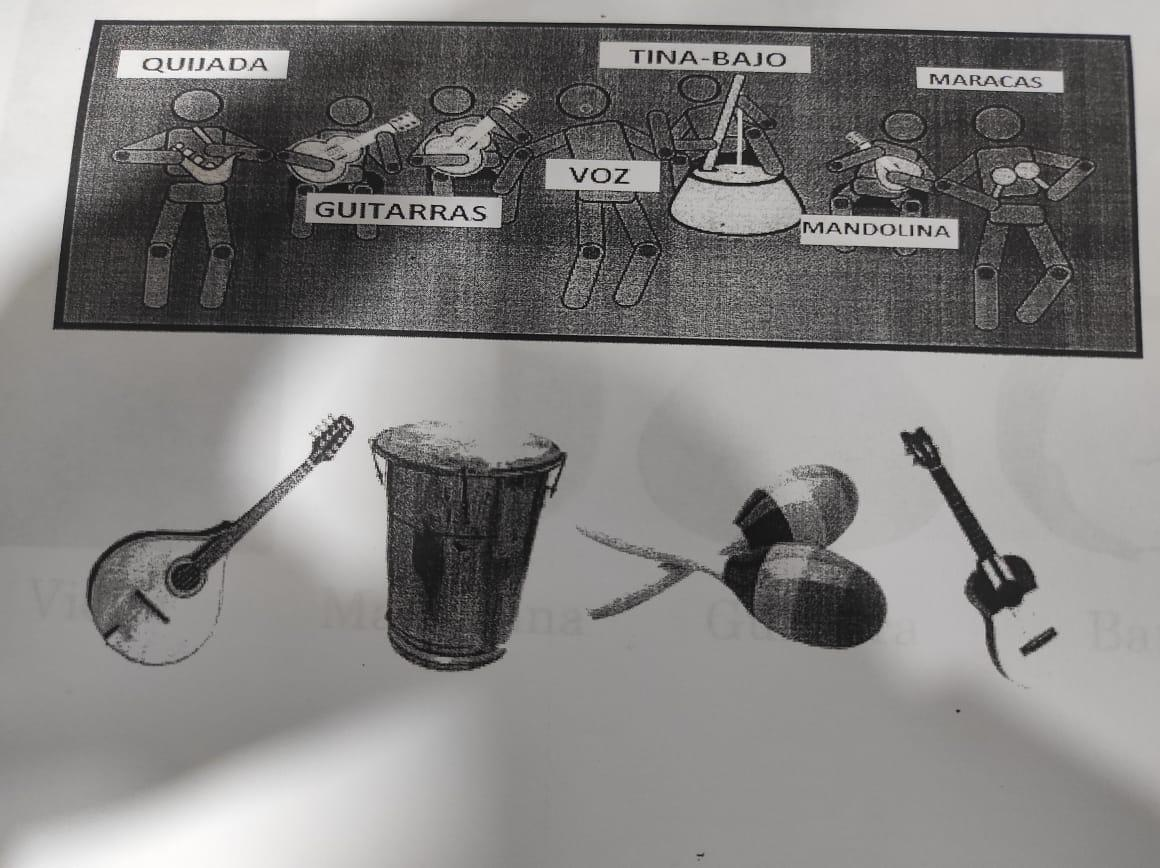 QUIJADA
TINA-BAJO
MARACAS
VOZ
GUITARRAS
MANDOLINA